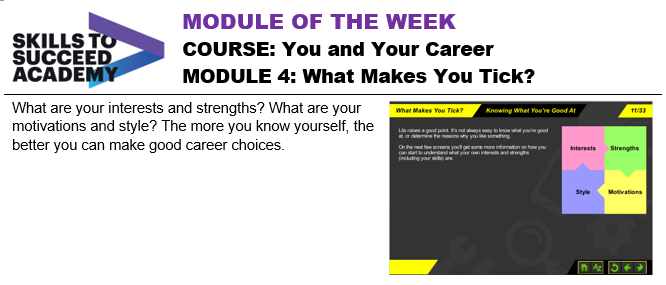 SKILLS TO
SUCCEED
ACADEMY
MODULE OF THE WEEK
COURSE: You and Your Career
MODULE 4: What Makes You Tick?
What are your interests and strengths? What are your
motivations and style? The more you know yourself, the
better you can make good career choices.
What Makes You Tick?
Knowing What You're Good At
11/33
Lila raises a good point. It's not always easy to know what you're good
at, or determine the reasons why you like something.
On the next few screens you'll get some more information on how you
can start to understand what your own interests and strengths
(including your skills) are.
Interests
Strengths
Style
Motivations
AZ